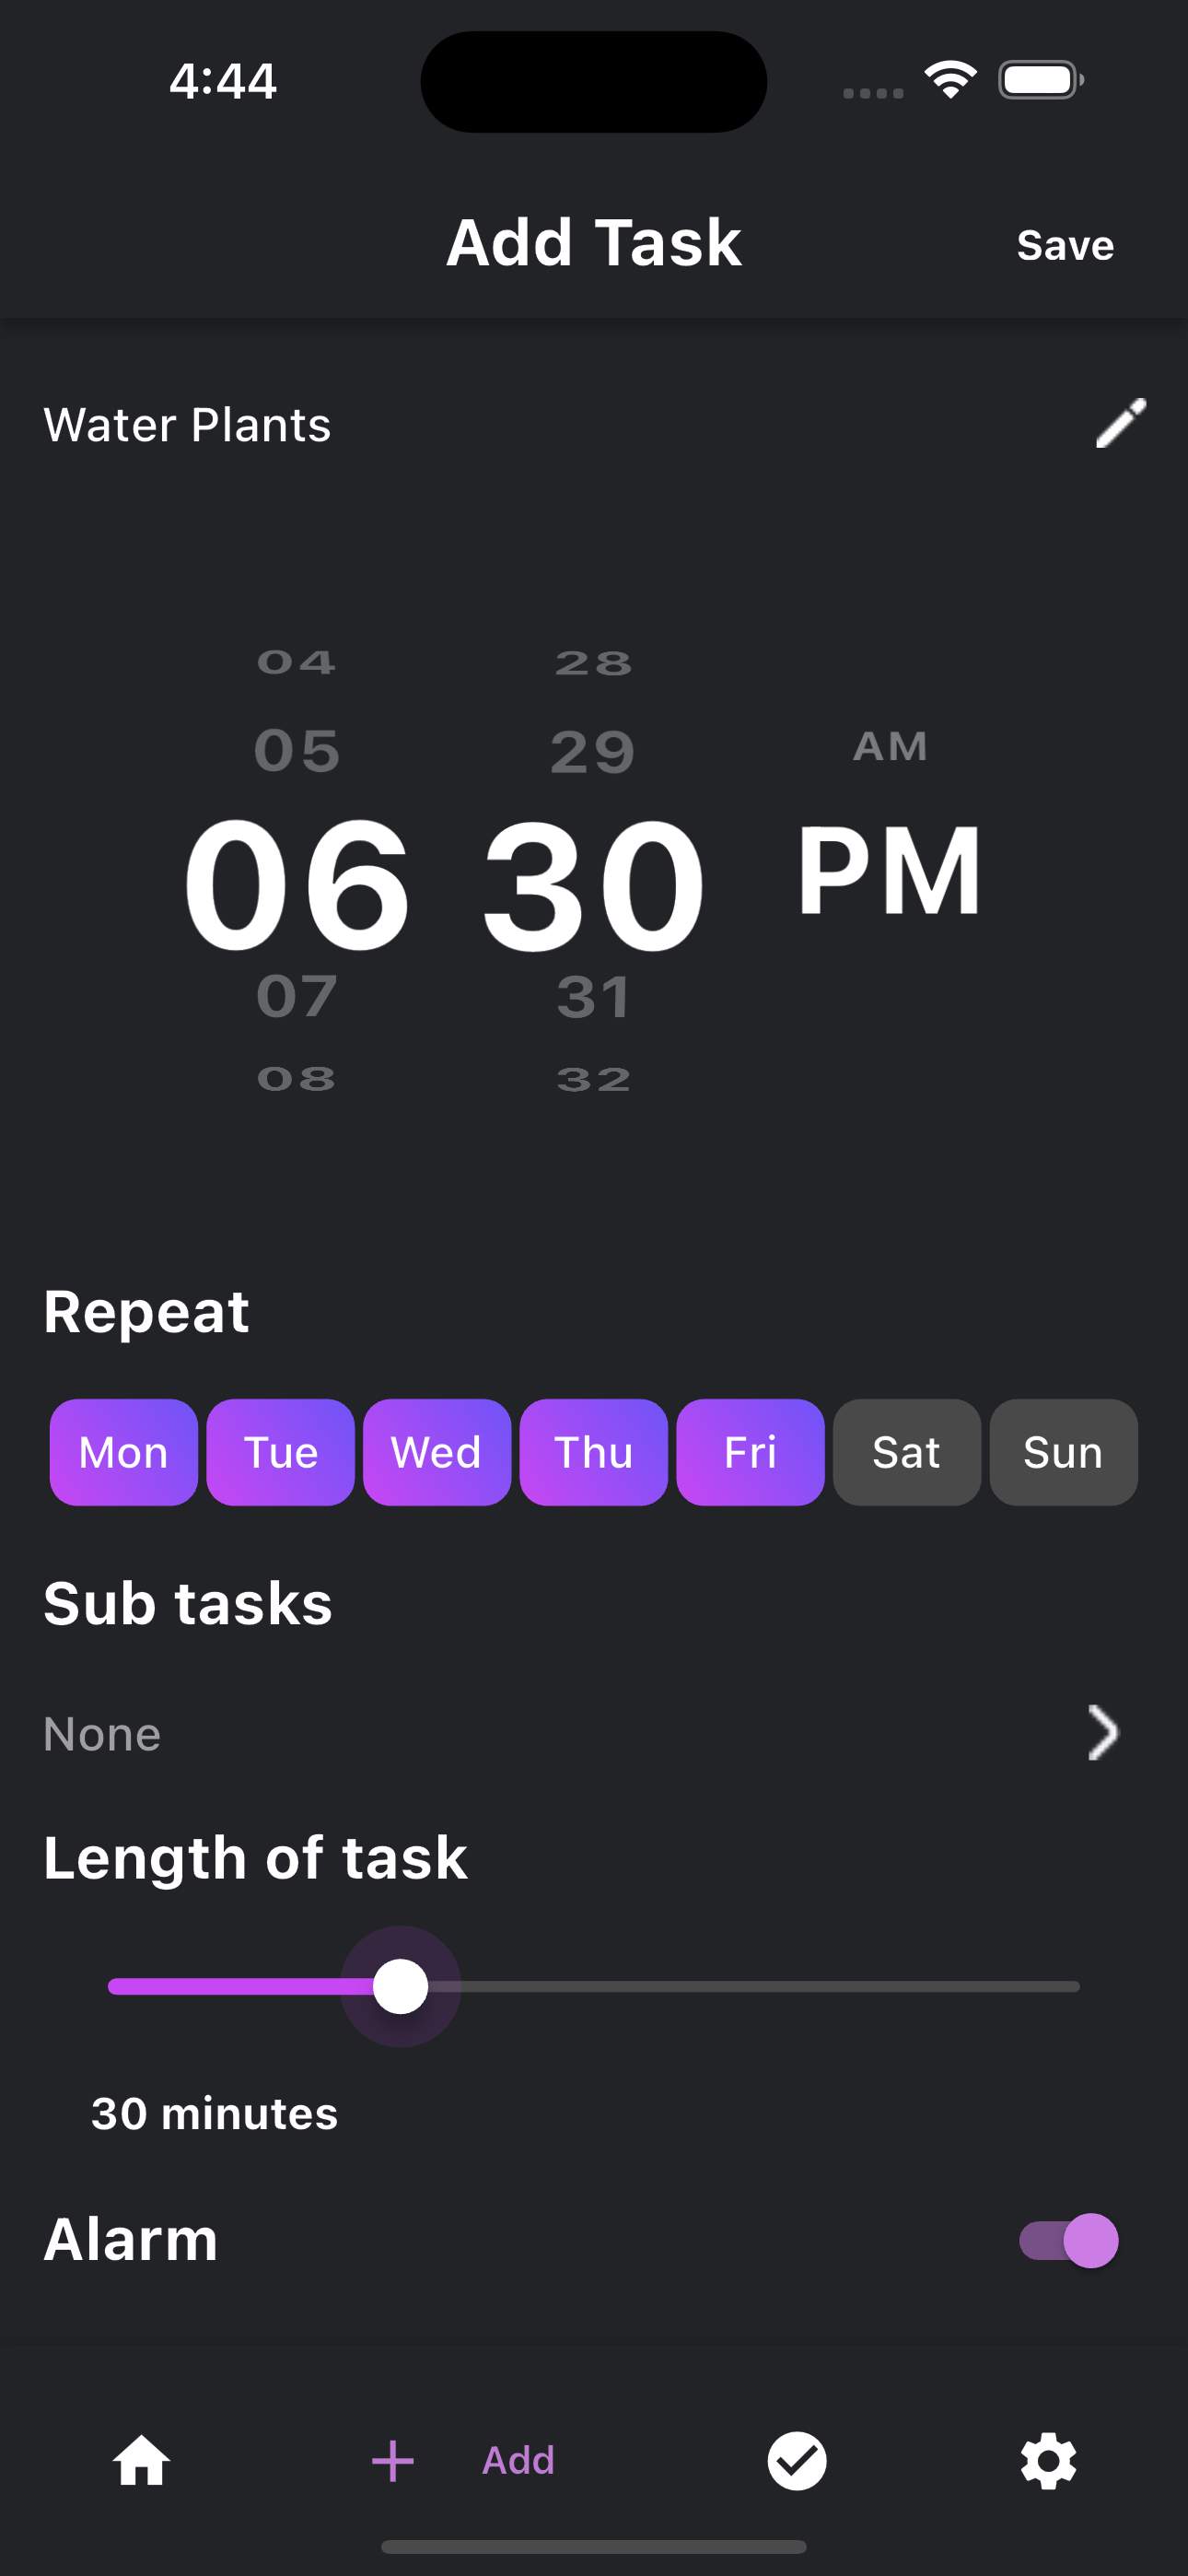 4:44
Add Task Save
Water Plants
04 28
05 29 AM
06 30 PM
07 31
08 32
Repeat
Mon Tue Wed Thu Fri Sat Sun
Sub tasks
None
Length of task
30 minutes
Alarm
Add